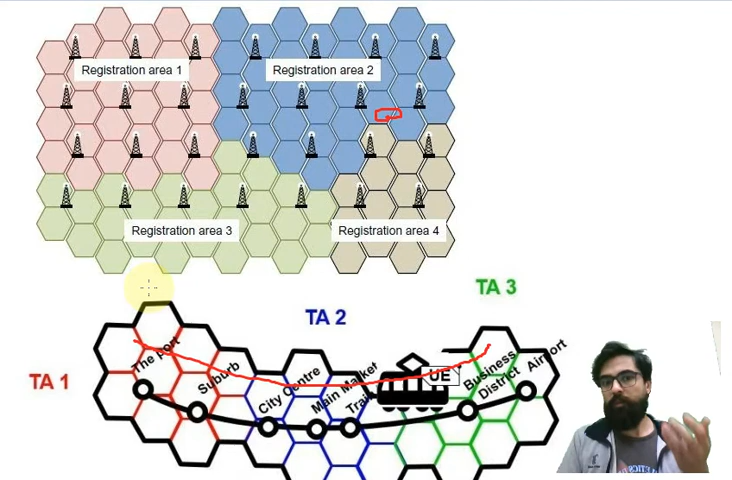 Registration area 1
Registration area 2
Registration area 3
Registration area 4
TA 3
TA 2
TA 1
The port
Suburb
City Centre
Main Market
UE
Business
District
Airport